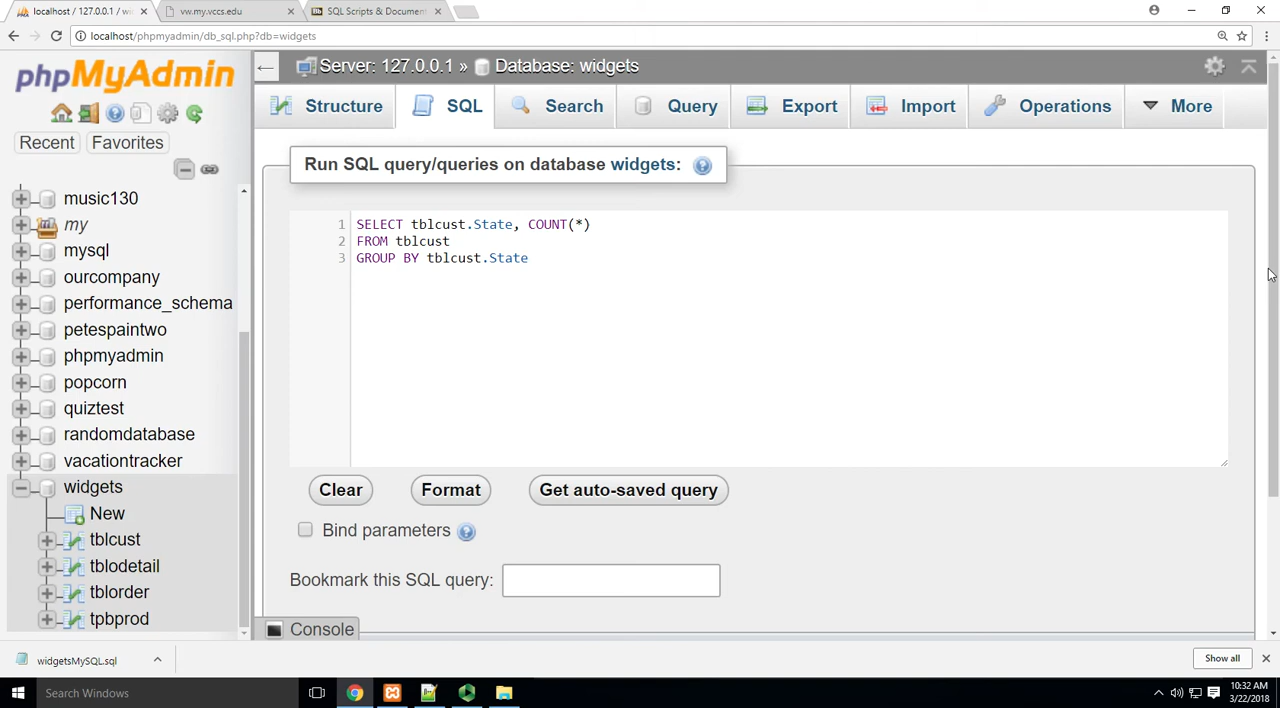 localhost / 127.0.0.1 / wi
vw.my.vccs.edu
SQL Scripts & Document
localhost/phpmyadmin/db_sql.php?db=widgets
phpMyAdmin
Recent
Favorites
music130
my
mysql
ourcompany
performance_schema
petespaintwo
phpmyadmin
popcorn
quiztest
randomdatabase
vacationtracker
widgets
New
tblcust
tblodetail
tblorder
tpbprod
Server: 127.0.0.1 » Database: widgets
Structure
SQL
Search
Query
Export
Import
Operations
More
Run SQL query/queries on database widgets:
1 SELECT tblcust.State, COUNT(*)
2 FROM tblcust
3 GROUP BY tblcust.State
Clear
Format
Get auto-saved query
Bind parameters
Bookmark this SQL query:
Console
widgetsMySQL.sql
Show all
Search Windows
10:32 AM
3/22/2018